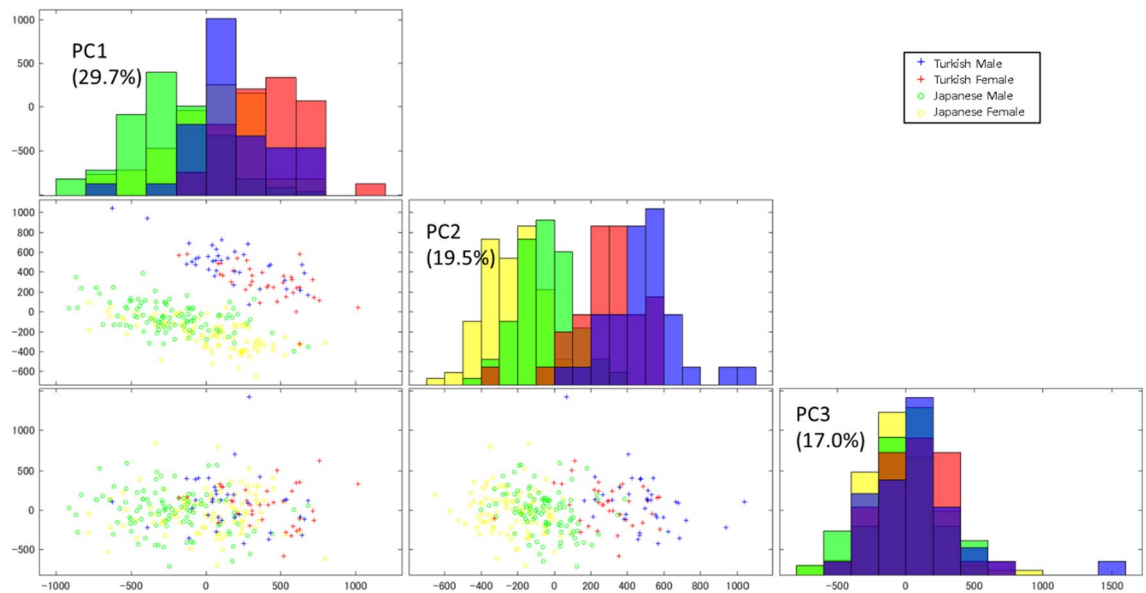 1000
500
0
-500
PC1
(29.7%)
Turkish Male
Turkish Female
Japanese Male
Japanese Female
1000
800
600
400
200
0
-200
-400
-600
PC2
(19.5%)
1000
500
0
-500
PC3
(17.0%)
-1000 -500 0 500 1000
-800 -600 -400 -200 0 200 400 600 800 1000
-500 0 500 1000 1500